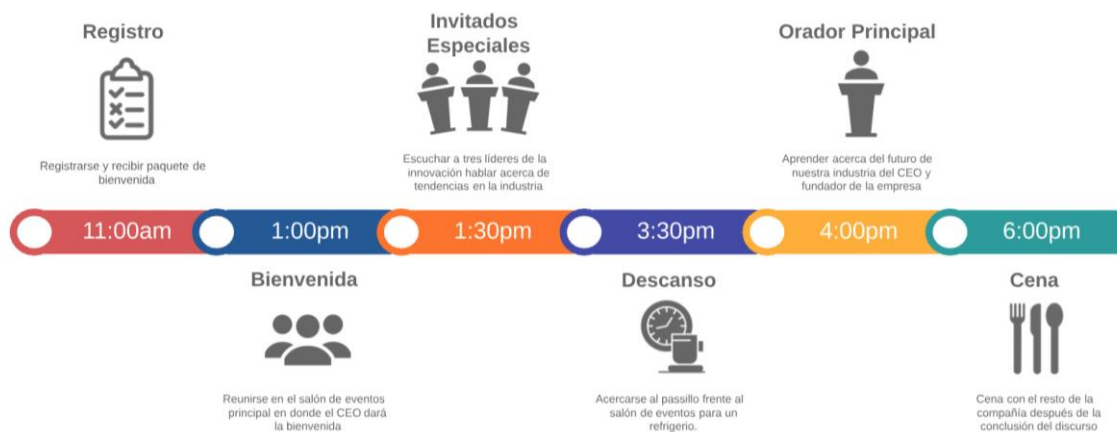 Registro
Registrarse y recibir paquete de
bienvenida
Invitados
Especiales
Escuchar a tres líderes de la
innovación hablar acerca de
tendencias en la industria
Orador Principal
Aprender acerca del futuro de
nuestra industria del CEO y
fundador de la empresa
11:00am
1:00pm
1:30pm
3:30pm
4:00pm
6:00pm
Bienvenida
Reunirse en el salón de eventos
principal en donde el CEO dará
la bienvenida
Descanso
Acercarse al passillo frente al
salón de eventos para un
refrigerio.
Cena
Cena con el resto de la
compañía después de la
conclusión del discurso